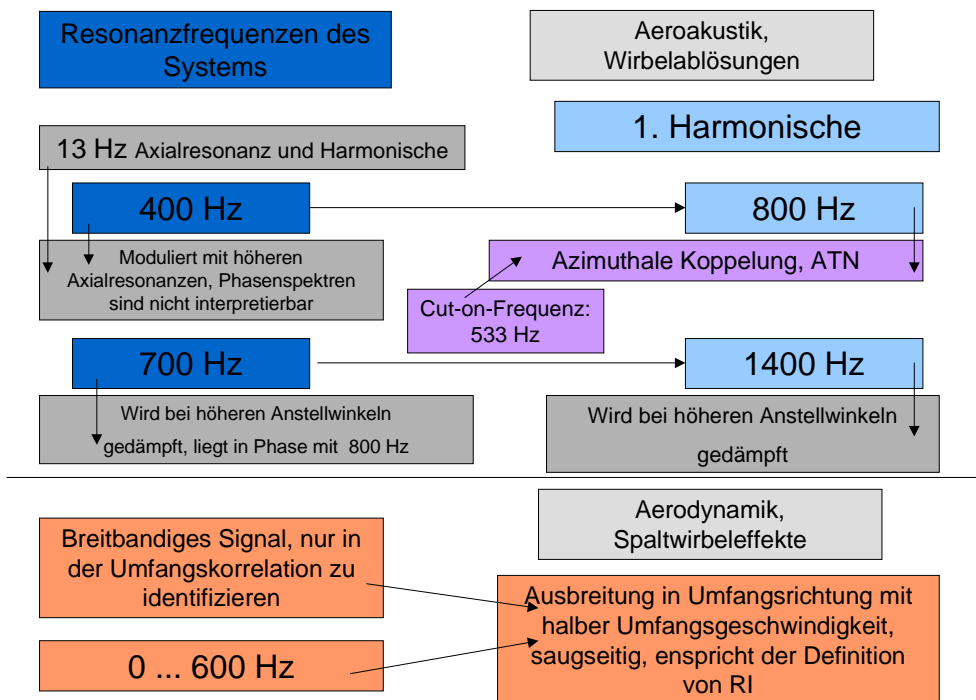 Resonanzfrequenzen des
Systems
Aeroakustik,
Wirbelablösungen
1. Harmonische
13 Hz Axialresonanz und Harmonische
400 Hz
800 Hz
Moduliert mit höheren
Axialresonanzen, Phasenspektren
sind nicht interpretierbar
Azimuthale Koppelung, ATN
Cut-on-Frequenz:
533 Hz
700 Hz
1400 Hz
Wird bei höheren Anstellwinkeln
gedämpft, liegt in Phase mit 800 Hz
Wird bei höheren Anstellwinkeln
gedämpft
Aerodynamik,
Spaltwirbeleffekte
Breitbandiges Signal, nur in
der Umfangskorrelation zu
identifizieren
0 ... 600 Hz
Ausbreitung in Umfangsrichtung mit
halber Umfangsgeschwindigkeit,
saugseitig, enspricht der Definition
von RI